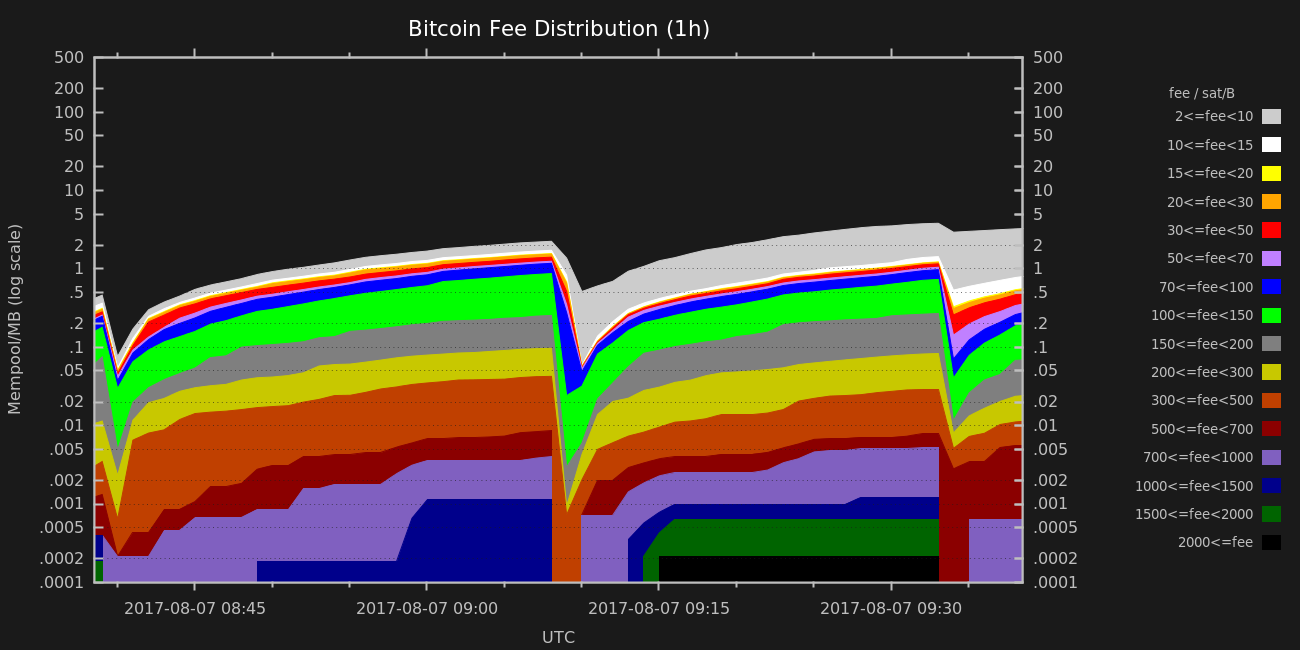 Bitcoin Fee Distribution (1h)
500
200
100
50
20
10
5
2
1
.5
.2
.1
.05
.02
.01
.005
.002
.001
.0005
.0002
.0001
Mempool/MB (log scale)
500
200
100
50
20
10
5
2
1
.5
.2
.1
.05
.02
.01
.005
.002
.001
.0005
.0002
.0001
2017-08-07 08:45
2017-08-07 09:00
2017-08-07 09:15
2017-08-07 09:30
UTC
fee / sat/B
2<=fee<10
10<=fee<15
15<=fee<20
20<=fee<30
30<=fee<50
50<=fee<70
70<=fee<100
100<=fee<150
150<=fee<200
200<=fee<300
300<=fee<500
500<=fee<700
700<=fee<1000
1000<=fee<1500
1500<=fee<2000
2000<=fee